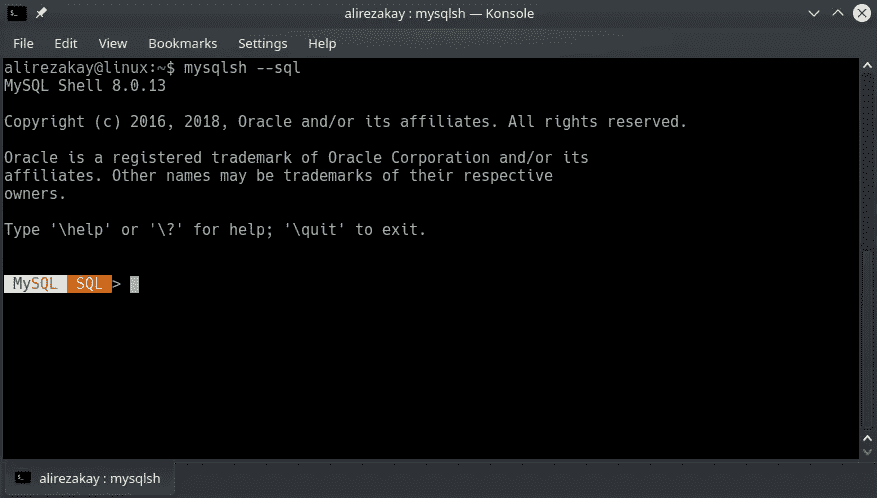 alirezakay : mysqlsh — Konsole
File Edit View Bookmarks Settings Help
alirezakay@linux:~$ mysqlsh --sql
MySQL Shell 8.0.13
Copyright (c) 2016, 2018, Oracle and/or its affiliates. All rights reserved.
Oracle is a registered trademark of Oracle Corporation and/or its
affiliates. Other names may be trademarks of their respective
owners.
Type '\help' or '\?' for help; '\quit' to exit.
MySQL SQL >
alirezakay : mysqlsh